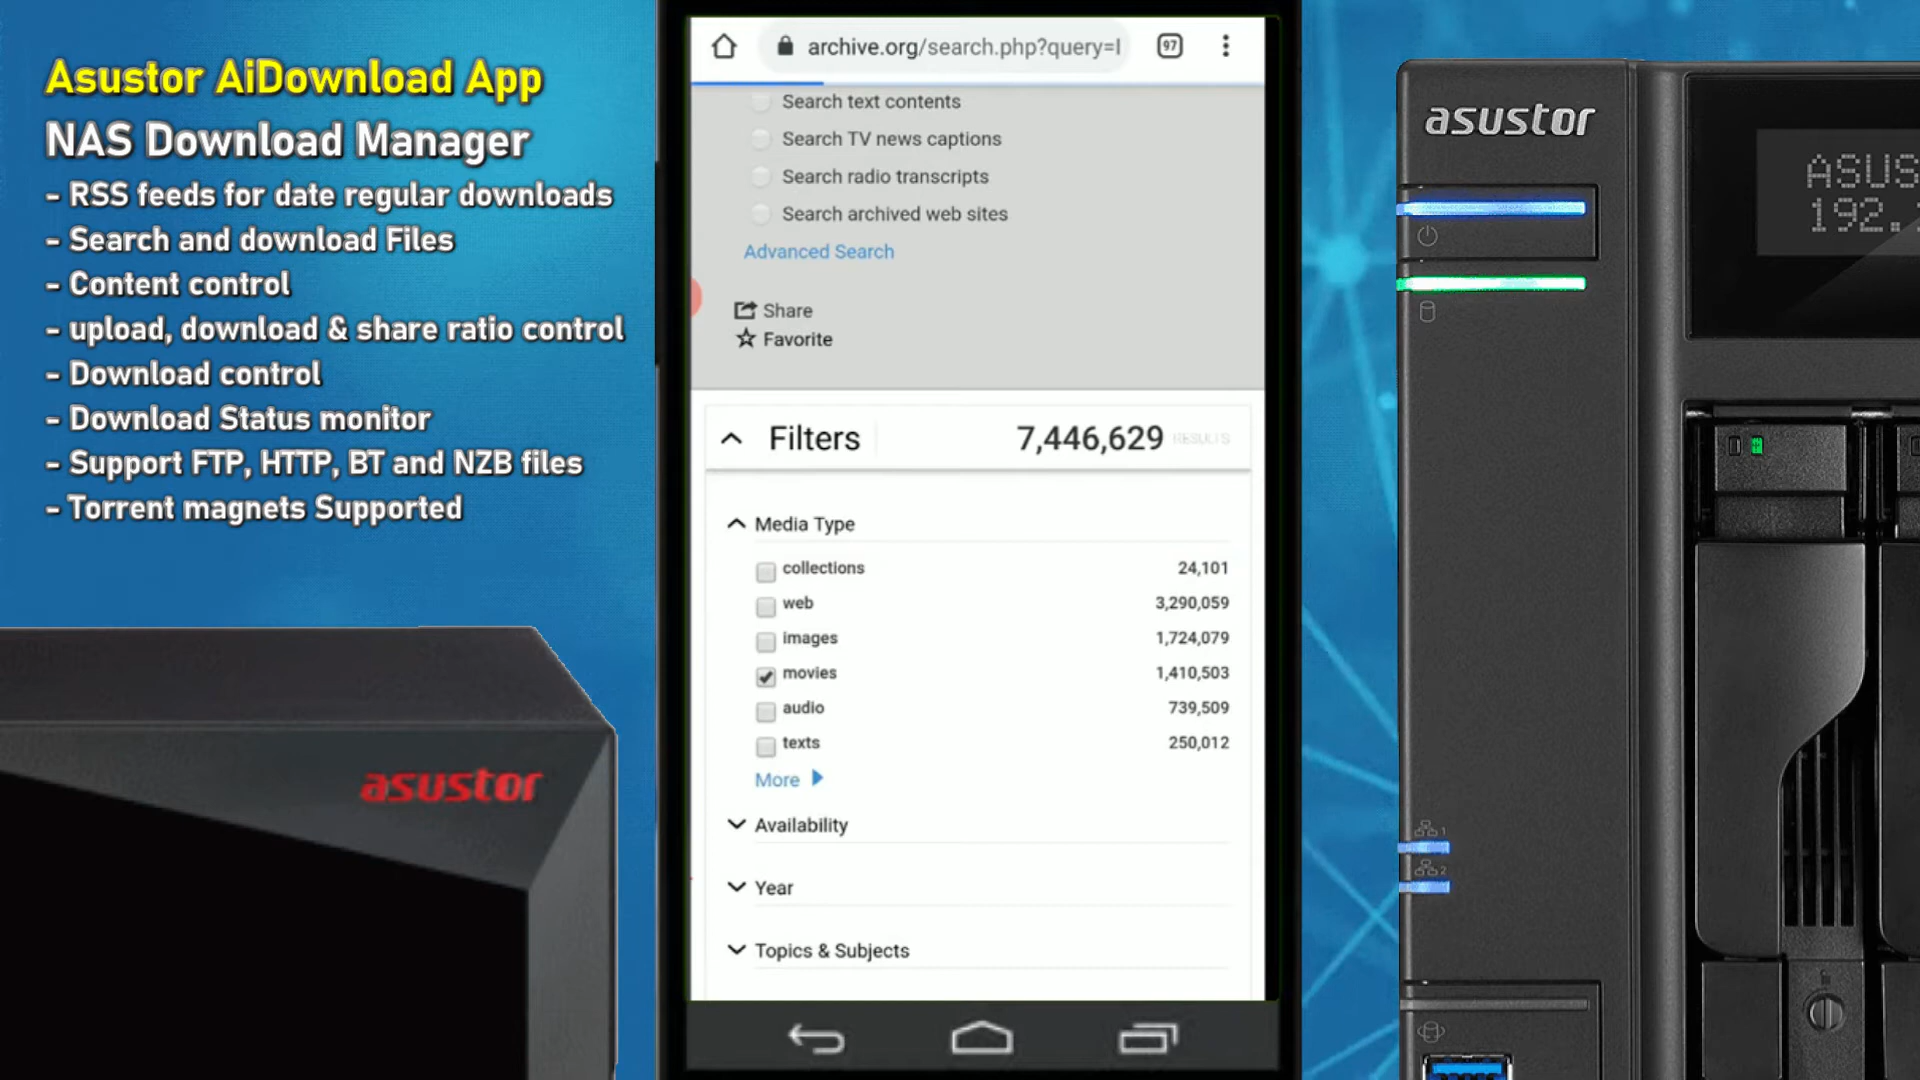 Asustor AiDownload App
NAS Download Manager
- RSS feeds for date regular downloads
- Search and download Files
- Content control
- upload, download & share ratio control
- Download control
- Download Status monitor
- Support FTP, HTTP, BT and NZB files
- Torrent magnets Supported
asustor
archive.org/search.php?query=
97
Search text contents
Search TV news captions
Search radio transcripts
Search archived web sites
Advanced Search
Share
Favorite
Filters
7,446,629 RESULTS
Media Type
collections 24,101
web 3,290,059
images 1,724,079
movies 1,410,503
audio 739,509
texts 250,012
More
Availability
Year
Topics & Subjects
asustor
ASUS
192.
1
2